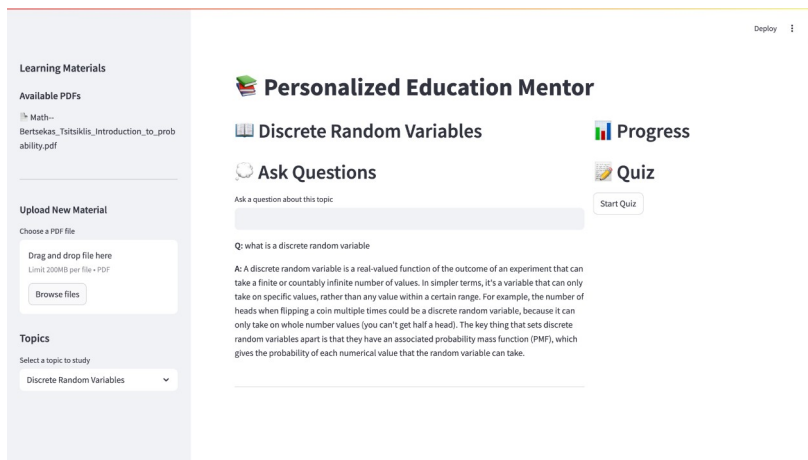 Deploy
Learning Materials
Available PDFs
Math--
Bertsekas_Tsitsiklis_Introduction_to_prob
ability.pdf
Upload New Material
Choose a PDF file
Drag and drop file here
Limit 200MB per file • PDF
Browse files
Topics
Select a topic to study
Discrete Random Variables
Personalized Education Mentor
Discrete Random Variables
Ask Questions
Ask a question about this topic
Q: what is a discrete random variable
A: A discrete random variable is a real-valued function of the outcome of an experiment that can
take a finite or countably infinite number of values. In simpler terms, it's a variable that can only
take on specific values, rather than any value within a certain range. For example, the number of
heads when flipping a coin multiple times could be a discrete random variable, because it can
only take on whole number values (you can't get half a head). The key thing that sets discrete
random variables apart is that they have an associated probability mass function (PMF), which
gives the probability of each numerical value that the random variable can take.
Progress
Quiz
Start Quiz